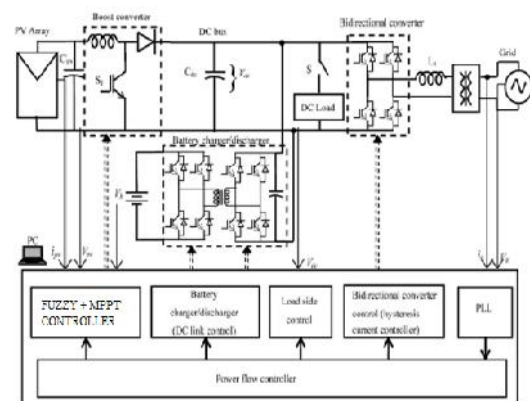 Boost converter
Bidirectional converter
PV Array
DC bus
Grid
S
DC Load
Battery charger/discharger
PC
FUZZY + MPPT
CONTROLLER
Battery
charger/discharger
(DC link control)
Load side
control
Bidirectional converter
control (hysteresis
current controller)
PLL
Power flow controller